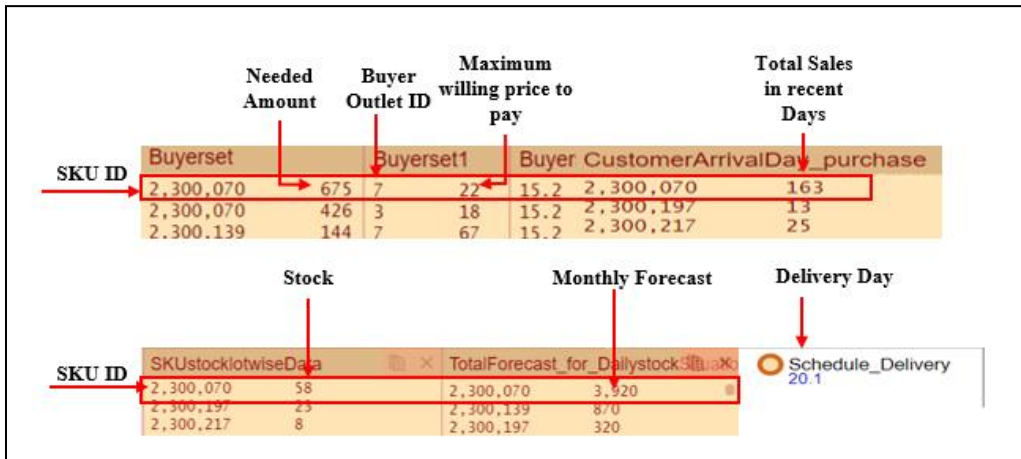 Needed Amount
Buyer Outlet ID
Maximum willing price to pay
Total Sales in recent Days
SKU ID
Buyerset Buyerset1 Buyer CustomerArrivalDay_purchase
2,300,070 675 7 22 15.2 2,300,070 163
2,300,070 426 3 18 15.2 2,300,197 13
2,300,139 144 7 67 15.2 2,300,217 25
Stock
Monthly Forecast
Delivery Day
SKU ID
SKUstocklotwiseData TotalForecast_for_DailystockSituatio Schedule_Delivery
20.1
2,300,070 58 2,300,070 3,920
2,300,197 23 2,300,139 870
2,300,217 8 2,300,197 320